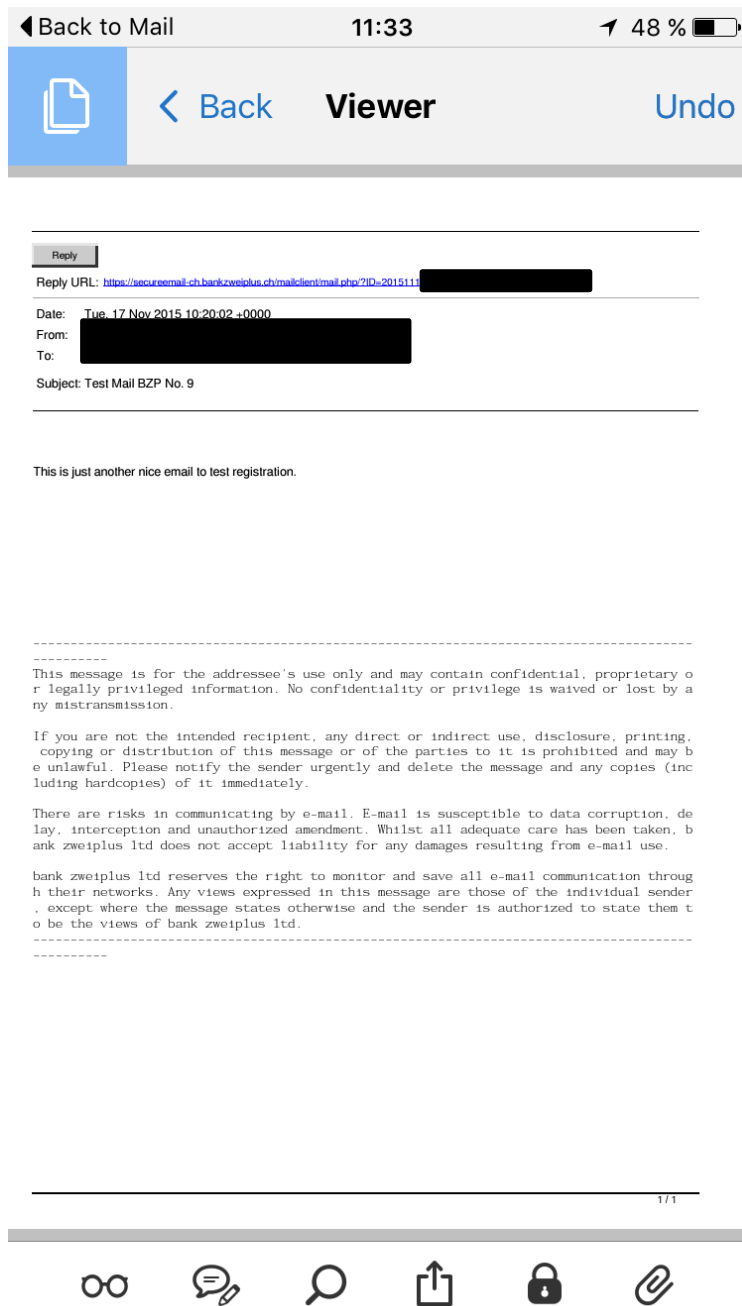 Back to Mail 11:33 48 %
Back Viewer Undo
Reply
Reply URL: https://secureemail-ch.bankzweiplus.ch/mailclient/mail.php/?ID=2015111
Date: Tue, 17 Nov 2015 10:20:02 +0000
From:
To:
Subject: Test Mail BZP No. 9
This is just another nice email to test registration.
----------------------------------------------------------------------------------------
----------
This message is for the addressee's use only and may contain confidential, proprietary o
r legally privileged information. No confidentiality or privilege is waived or lost by a
ny mistransmission.
If you are not the intended recipient, any direct or indirect use, disclosure, printing,
copying or distribution of this message or of the parties to it is prohibited and may b
e unlawful. Please notify the sender urgently and delete the message and any copies (inc
luding hardcopies) of it immediately.
There are risks in communicating by e-mail. E-mail is susceptible to data corruption, de
lay, interception and unauthorized amendment. Whilst all adequate care has been taken, b
ank zweiplus ltd does not accept liability for any damages resulting from e-mail use.
bank zweiplus ltd reserves the right to monitor and save all e-mail communication throug
h their networks. Any views expressed in this message are those of the individual sender
, except where the message states otherwise and the sender is authorized to state them t
o be the views of bank zweiplus ltd.
----------------------------------------------------------------------------------------
----------
1 / 1